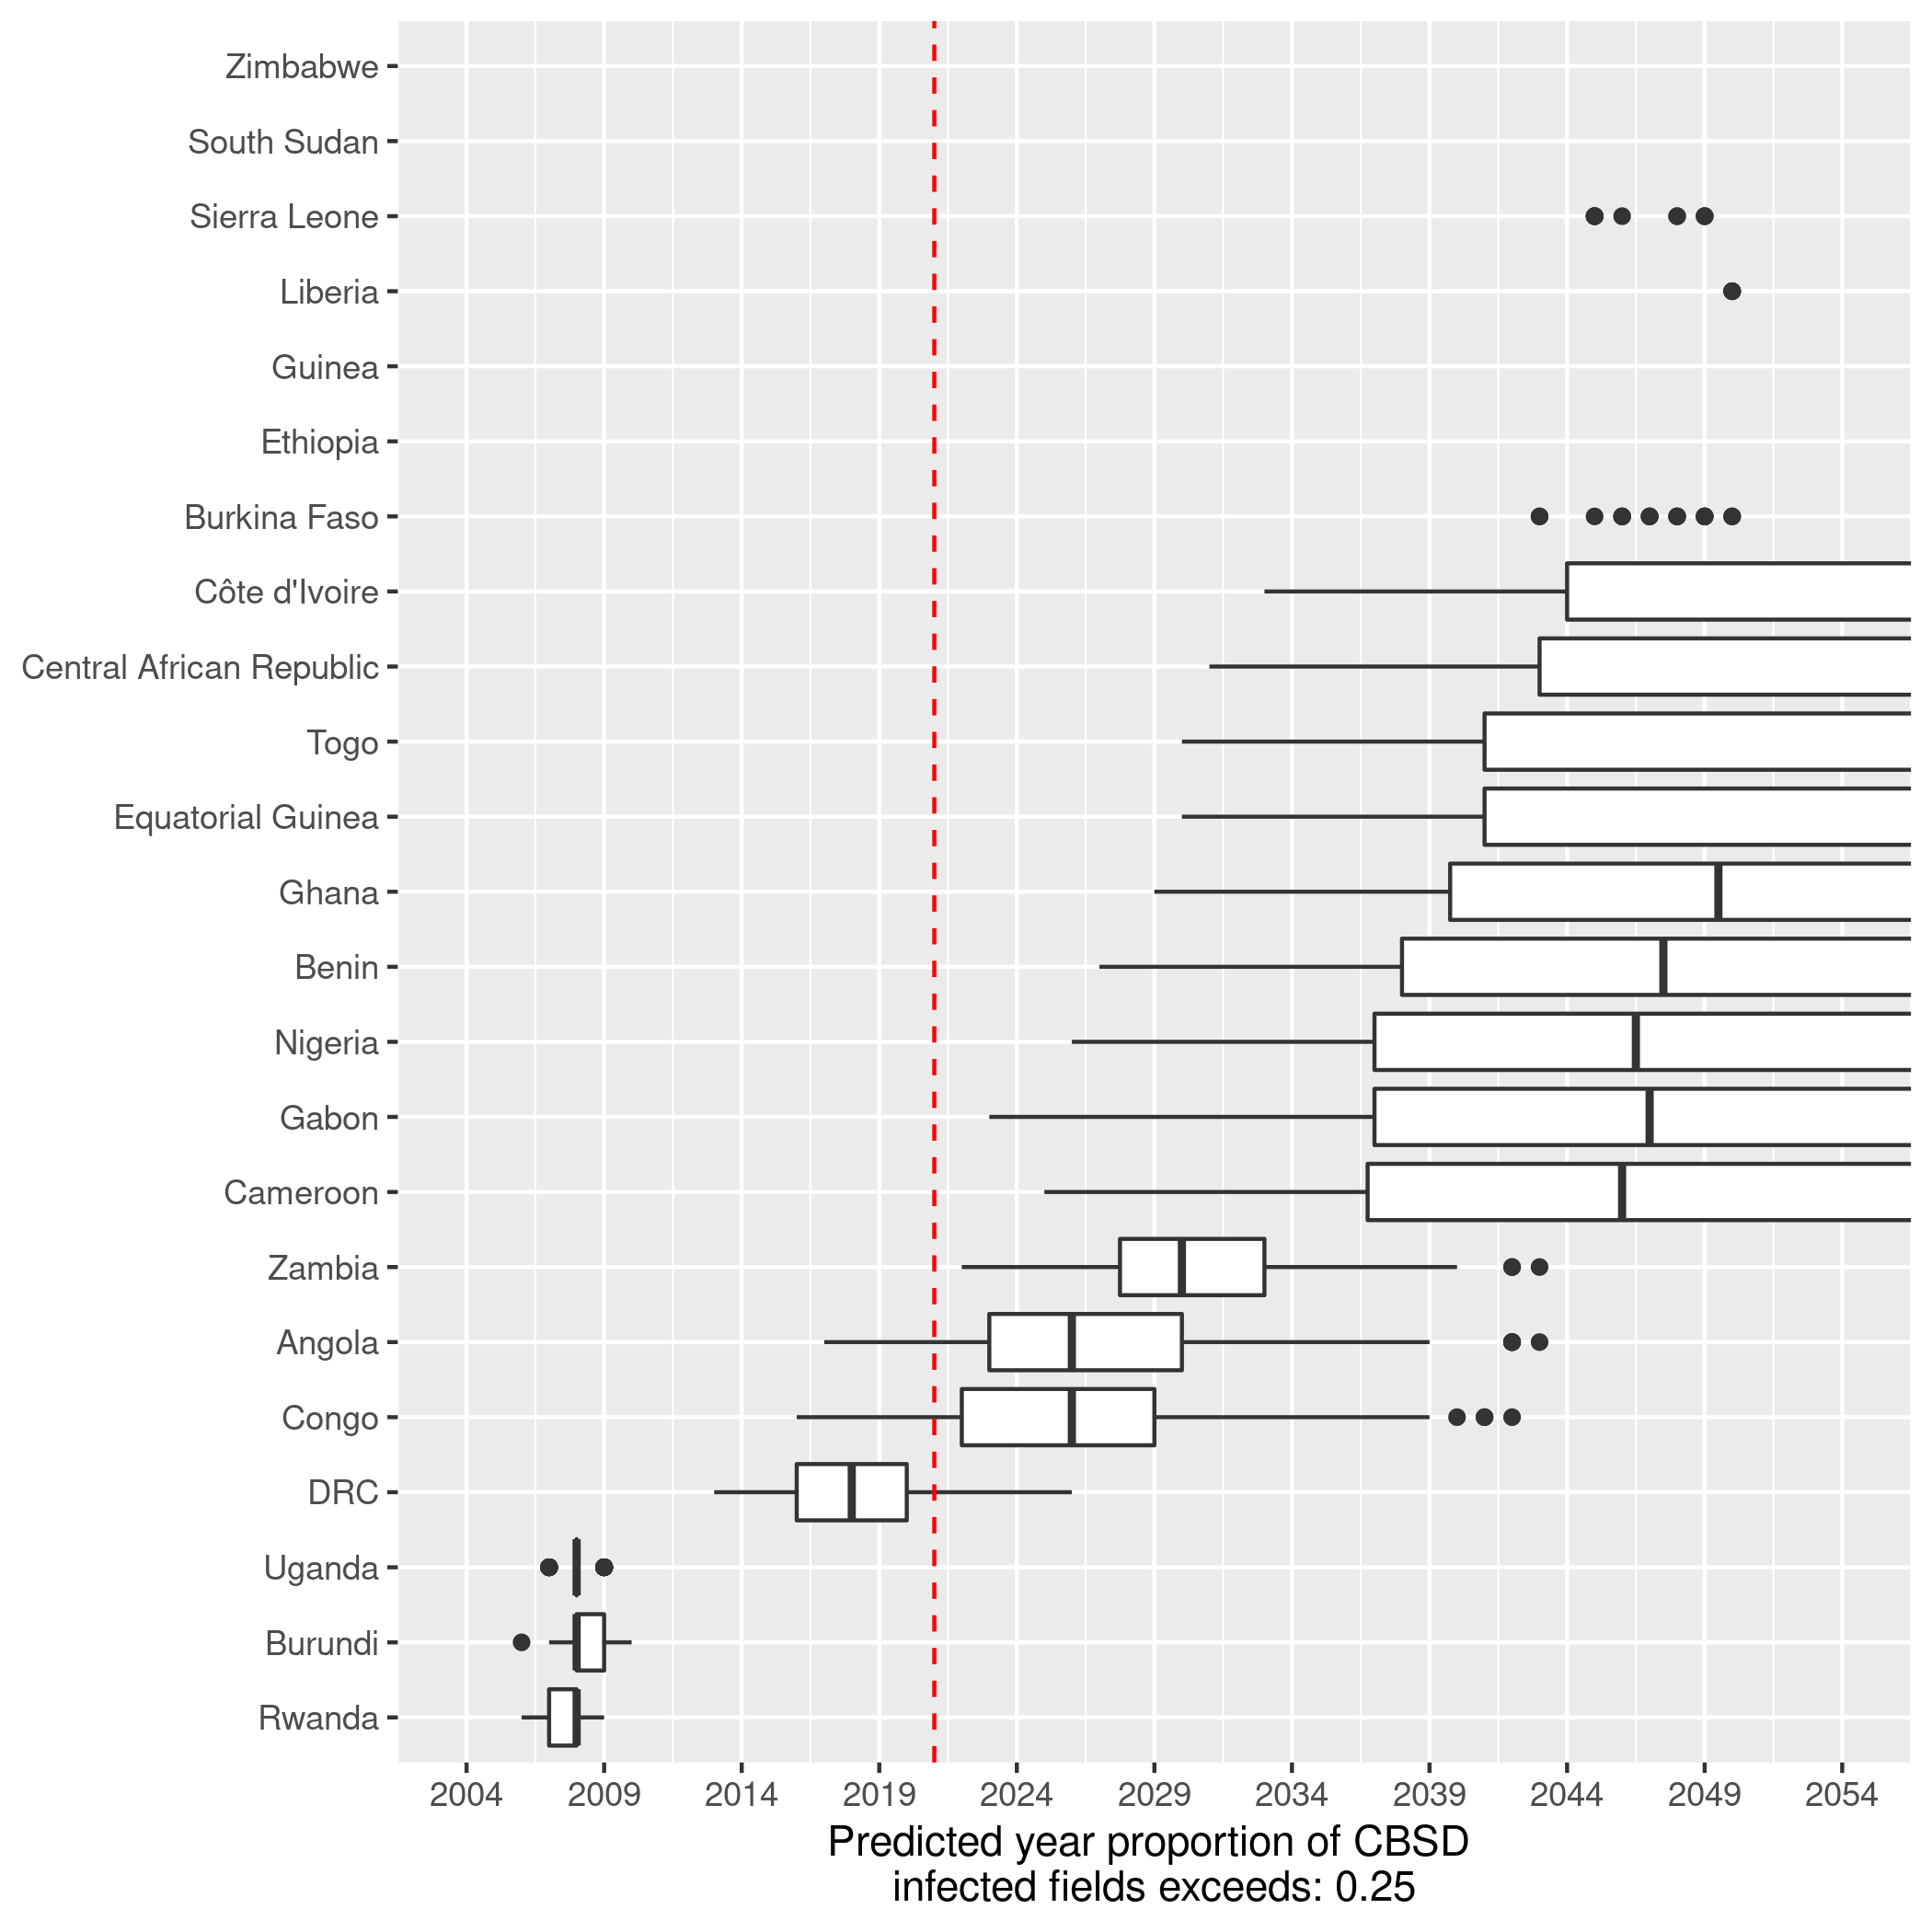 Zimbabwe
South Sudan
Sierra Leone
Liberia
Guinea
Ethiopia
Burkina Faso
Côte d'Ivoire
Central African Republic
Togo
Equatorial Guinea
Ghana
Benin
Nigeria
Gabon
Cameroon
Zambia
Angola
Congo
DRC
Uganda
Burundi
Rwanda
2004 2009 2014 2019 2024 2029 2034 2039 2044 2049 2054
Predicted year proportion of CBSD
infected fields exceeds: 0.25